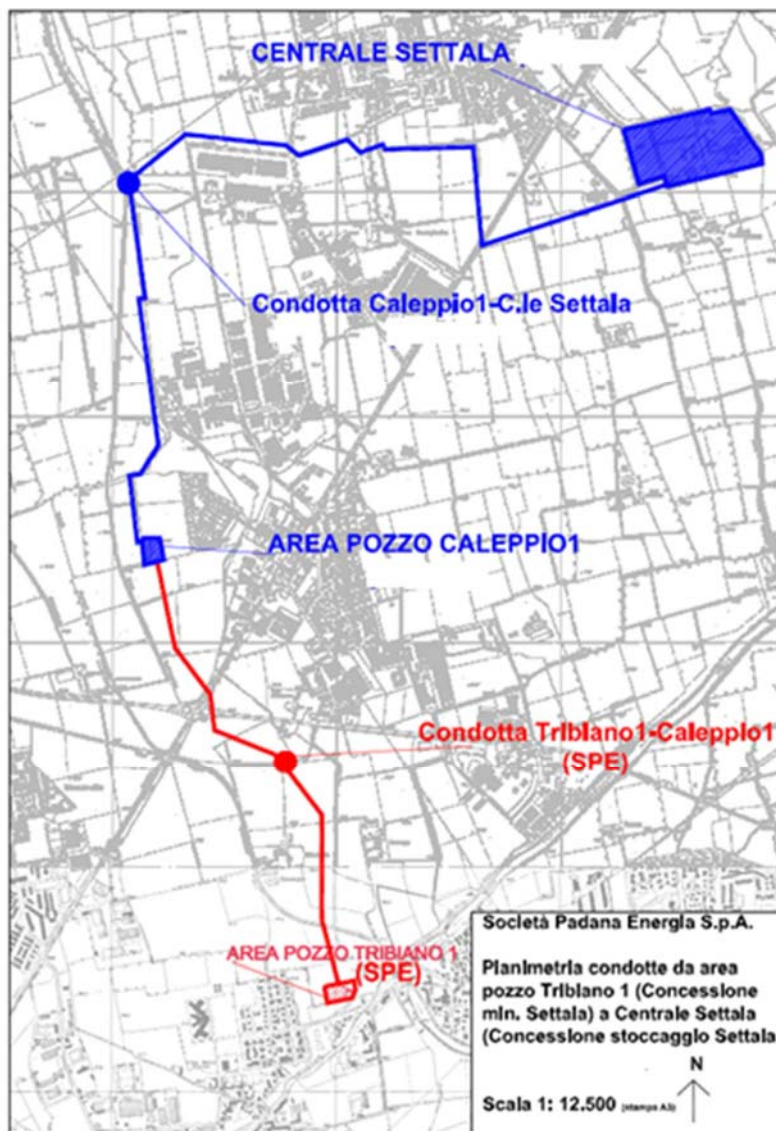 CENTRALE SETTALA
Condotta Caleppio1-C.le Settala
AREA POZZO CALEPPIO1
Condotta Tribiano1-Caleppio1
(SPE)
AREA POZZO TRIBIANO 1
(SPE)
Società Padana Energia S.p.A.
Planimetria condotte da area
pozzo Tribiano 1 (Concessione
min. Settala) a Centrale Settala
(Concessione stoccaggio Settala
N
Scala 1: 12.500 (stampa A3)